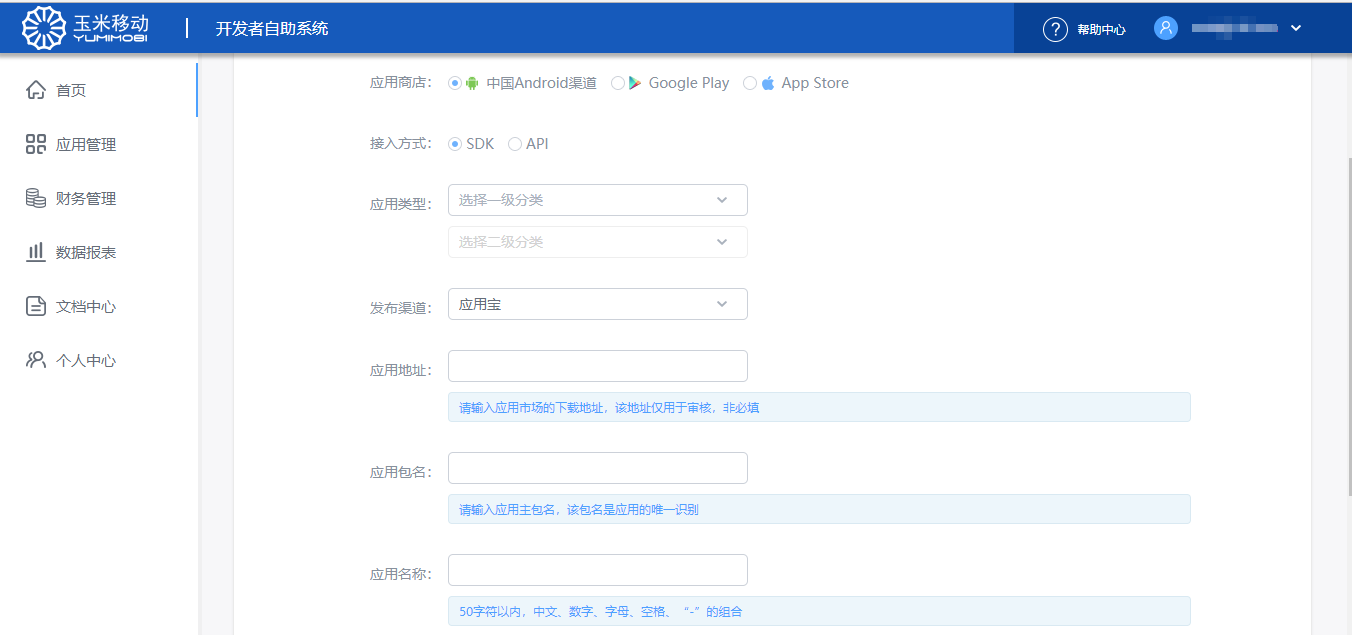 玉米移动
YUMIMOBI
开发者自助系统
? 帮助中心
首页
应用管理
财务管理
数据报表
文档中心
个人中心
应用商店： 中国Android渠道 Google Play App Store
接入方式： SDK API
应用类型： 选择一级分类
选择二级分类
发布渠道： 应用宝
应用地址：
请输入应用市场的下载地址，该地址仅用于审核，非必填
应用包名：
请输入应用主包名，该包名是应用的唯一识别
应用名称：
50字符以内，中文、数字、字母、空格、 “-” 的组合